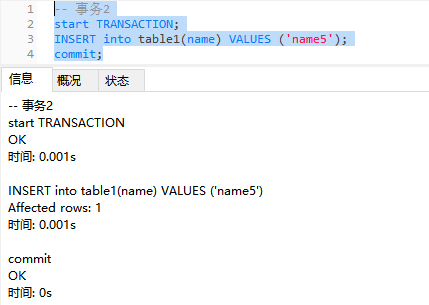 1 -- 事务2
2 start TRANSACTION;
3 INSERT into table1(name) VALUES ('name5');
4 commit;
信息 概况 状态
-- 事务2
start TRANSACTION
OK
时间: 0.001s
INSERT into table1(name) VALUES ('name5')
Affected rows: 1
时间: 0.001s
commit
OK
时间: 0s